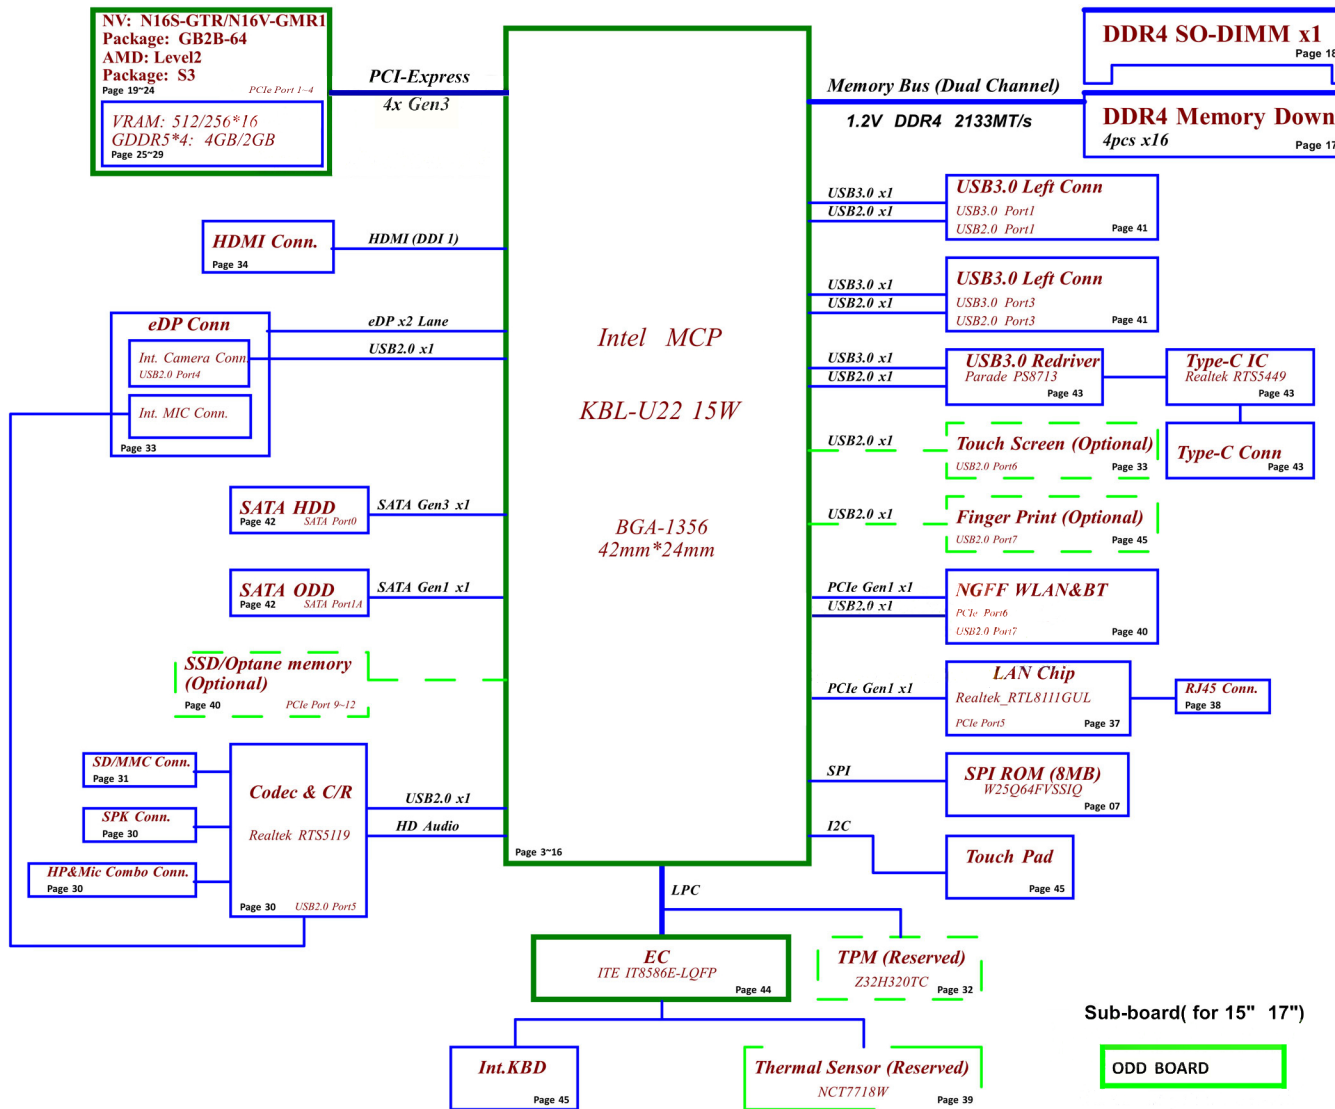 NV: N16S-GTR/N16V-GMR1
Package: GB2B-64
AMD: Level2
Package: S3
Page 19~24
PCIe Port 1~4
VRAM: 512/256*16
GDDR5*4: 4GB/2GB
Page 25~29
PCI-Express
4x Gen3
Memory Bus (Dual Channel)
1.2V DDR4 2133MT/s
DDR4 SO-DIMM x1
Page 18
DDR4 Memory Down
4pcs x16
Page 17
HDMI Conn.
Page 34
HDMI (DDI 1)
eDP Conn
Int. Camera Conn.
USB2.0 Port4
Int. MIC Conn.
Page 33
eDP x2 Lane
USB2.0 x1
SATA HDD
Page 42
SATA Port0
SATA Gen3 x1
SATA ODD
Page 42
SATA Port1A
SATA Gen1 x1
SSD/Optane memory
(Optional)
Page 40
PCIe Port 9~12
SD/MMC Conn.
Page 31
SPK Conn.
Page 30
HP&Mic Combo Conn.
Page 30
Codec & C/R
Realtek RTS5119
Page 30
USB2.0 Port5
USB2.0 x1
HD Audio
Intel MCP
KBL-U22 15W
BGA-1356
42mm*24mm
Page 3~16
USB3.0 x1
USB2.0 x1
USB3.0 Left Conn
USB3.0 Port1
USB2.0 Port1
Page 41
USB3.0 x1
USB2.0 x1
USB3.0 Left Conn
USB3.0 Port3
USB2.0 Port3
Page 41
USB3.0 x1
USB2.0 x1
USB3.0 Redriver
Parade PS8713
Page 43
Type-C IC
Realtek RTS5449
Page 43
Type-C Conn
Page 43
USB2.0 x1
Touch Screen (Optional)
USB2.0 Port6
Page 33
USB2.0 x1
Finger Print (Optional)
USB2.0 Port7
Page 45
PCIe Gen1 x1
USB2.0 x1
NGFF WLAN&BT
PCIe Port6
USB2.0 Port7
Page 40
PCIe Gen1 x1
LAN Chip
Realtek_RTL8111GUL
PCIe Port5
Page 37
RJ45 Conn.
Page 38
SPI
SPI ROM (8MB)
W25Q64FVSSIQ
Page 07
I2C
Touch Pad
Page 45
LPC
EC
ITE IT8586E-LQFP
Page 44
TPM (Reserved)
Z32H320TC
Page 32
Int.KBD
Page 45
Thermal Sensor (Reserved)
NCT7718W
Page 39
Sub-board( for 15" 17")
ODD BOARD